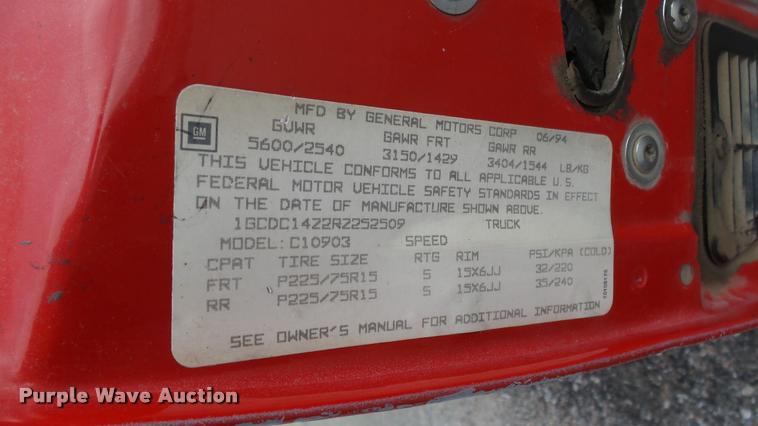 MFD BY GENERAL MOTORS CORP 06/94
GM
GVWR GAWR FRT GAWR RR
5600/2540 3150/1429 3404/1544 LB/KG
THIS VEHICLE CONFORMS TO ALL APPLICABLE U.S.
FEDERAL MOTOR VEHICLE SAFETY STANDARDS IN EFFECT
ON THE DATE OF MANUFACTURE SHOWN ABOVE.
1GCDC14Z2RZ252509 TRUCK
MODEL: C10903 SPEED
CPAT TIRE SIZE RTG RIM PSI/KPA (COLD)
FRT P225/75R15 S 15X6JJ 32/220
RR P225/75R15 S 15X6JJ 35/240
SEE OWNER'S MANUAL FOR ADDITIONAL INFORMATION
Purple Wave Auction